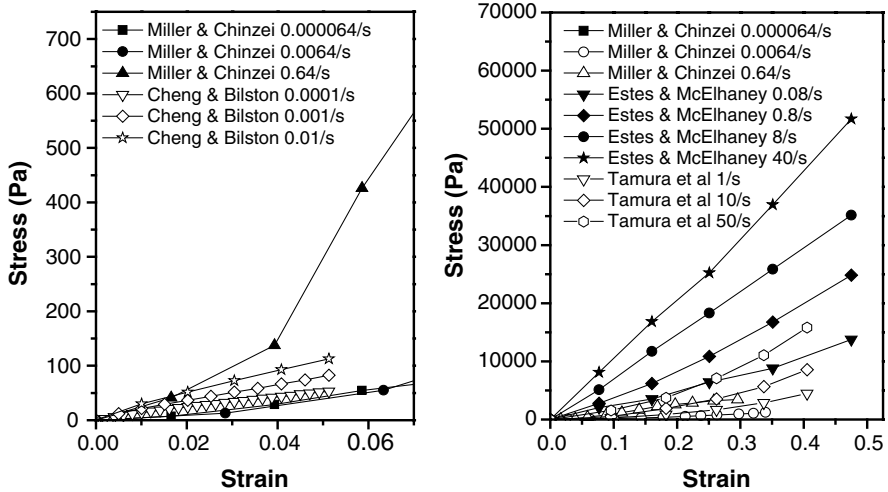 700
600
500
400
300
200
100
0
Stress (Pa)
Miller & Chinzei 0.000064/s
Miller & Chinzei 0.0064/s
Miller & Chinzei 0.64/s
Cheng & Bilston 0.0001/s
Cheng & Bilston 0.001/s
Cheng & Bilston 0.01/s
0.00
0.02
0.04
0.06
Strain
70000
60000
50000
40000
30000
20000
10000
0
Stress (Pa)
Miller & Chinzei 0.000064/s
Miller & Chinzei 0.0064/s
Miller & Chinzei 0.64/s
Estes & McElhaney 0.08/s
Estes & McElhaney 0.8/s
Estes & McElhaney 8/s
Estes & McElhaney 40/s
Tamura et al 1/s
Tamura et al 10/s
Tamura et al 50/s
0.0
0.1
0.2
0.3
0.4
0.5
Strain